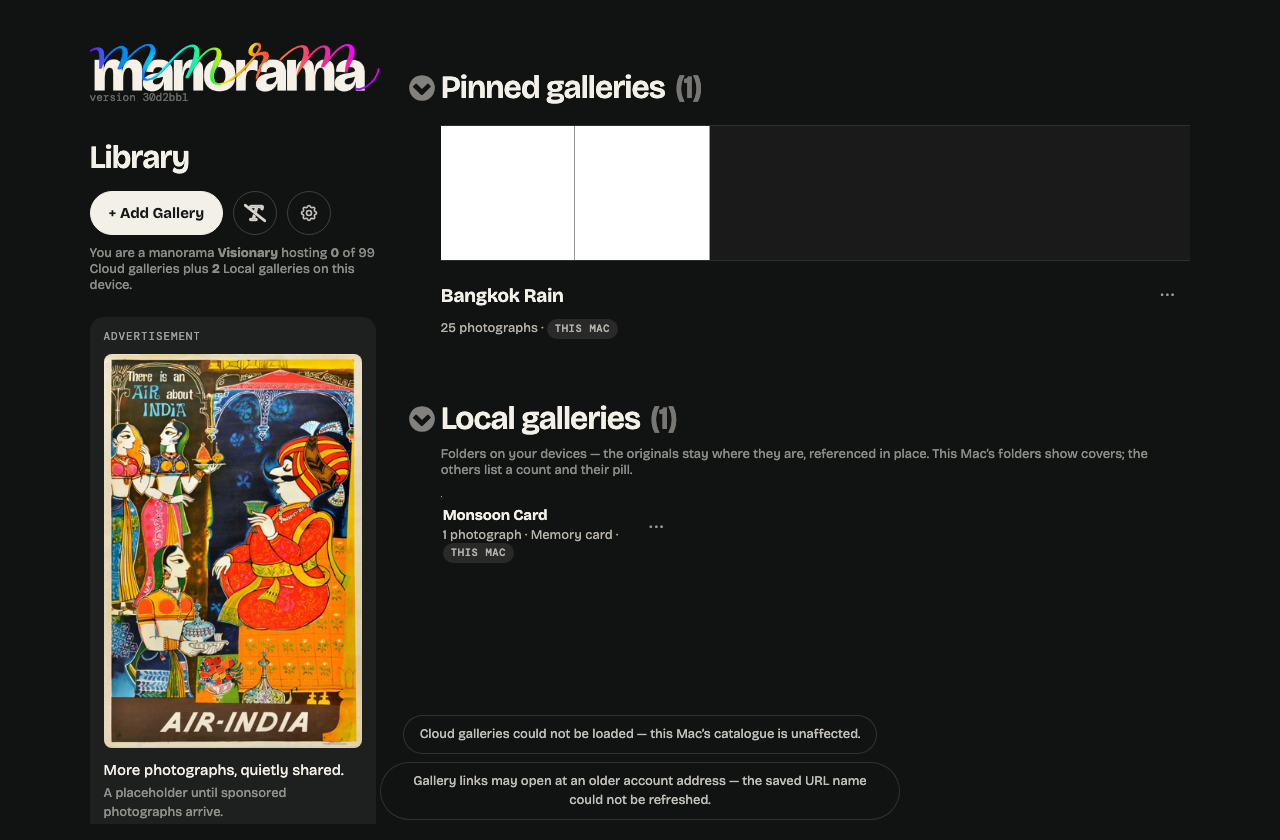 manorama
version 30d2bb1
Library
+ Add Gallery
You are a manorama Visionary hosting 0 of 99
Cloud galleries plus 2 Local galleries on this
device.
ADVERTISEMENT
There is an
AIR about
INDIA
AIR-INDIA
More photographs, quietly shared.
A placeholder until sponsored
photographs arrive.
Pinned galleries (1)
Bangkok Rain
25 photographs · THIS MAC
Local galleries (1)
Folders on your devices — the originals stay where they are, referenced in place. This Mac's folders show covers; the
others list a count and their pill.
Monsoon Card
1 photograph · Memory card ·
THIS MAC
Cloud galleries could not be loaded — this Mac's catalogue is unaffected.
Gallery links may open at an older account address — the saved URL name
could not be refreshed.